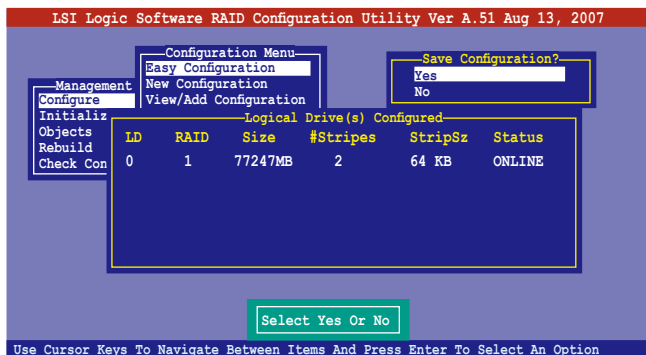 LSI Logic Software RAID Configuration Utility Ver A.51 Aug 13, 2007
Configuration Menu
Easy Configuration
New Configuration
View/Add Configuration
Save Configuration?
Yes
No
Management
Configure
Initializ
Objects
Rebuild
Check Con
Logical Drive(s) Configured
LD RAID Size #Stripes StripSz Status
0 1 77247MB 2 64 KB ONLINE
Select Yes Or No
Use Cursor Keys To Navigate Between Items And Press Enter To Select An Option